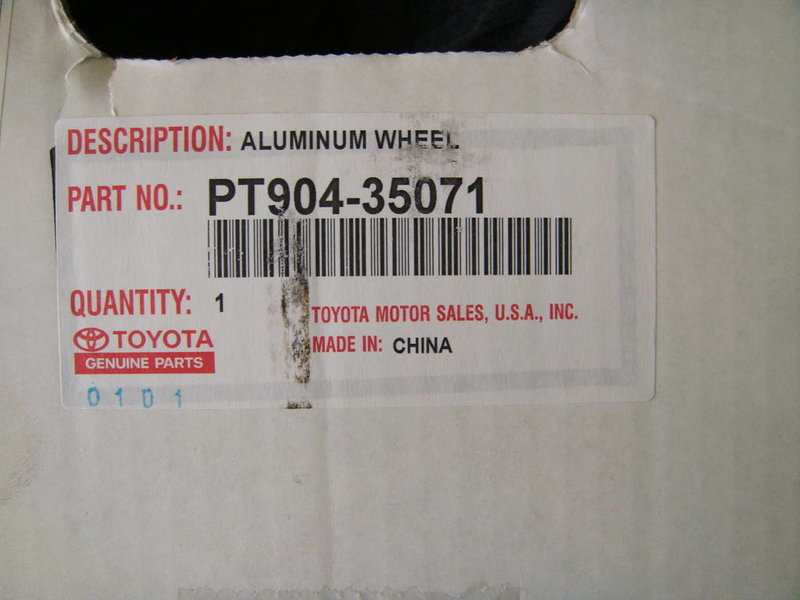 DESCRIPTION: ALUMINUM WHEEL
PART NO.: PT904-35071
QUANTITY: 1
TOYOTA MOTOR SALES, U.S.A., INC.
TOYOTA
MADE IN: CHINA
GENUINE PARTS
0101